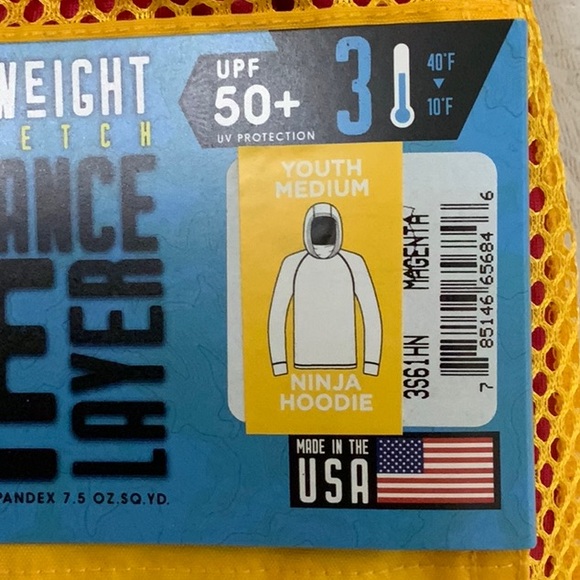 WEIGHT
ETCH
ANCE
LAYER
UPF
50+
UV PROTECTION
3
40°F
10°F
YOUTH
MEDIUM
NINJA
HOODIE
3S61HN MAGENTA
7 85146 65684 6
MADE IN THE
USA
PANDEX 7.5 OZ.SQ.YD.